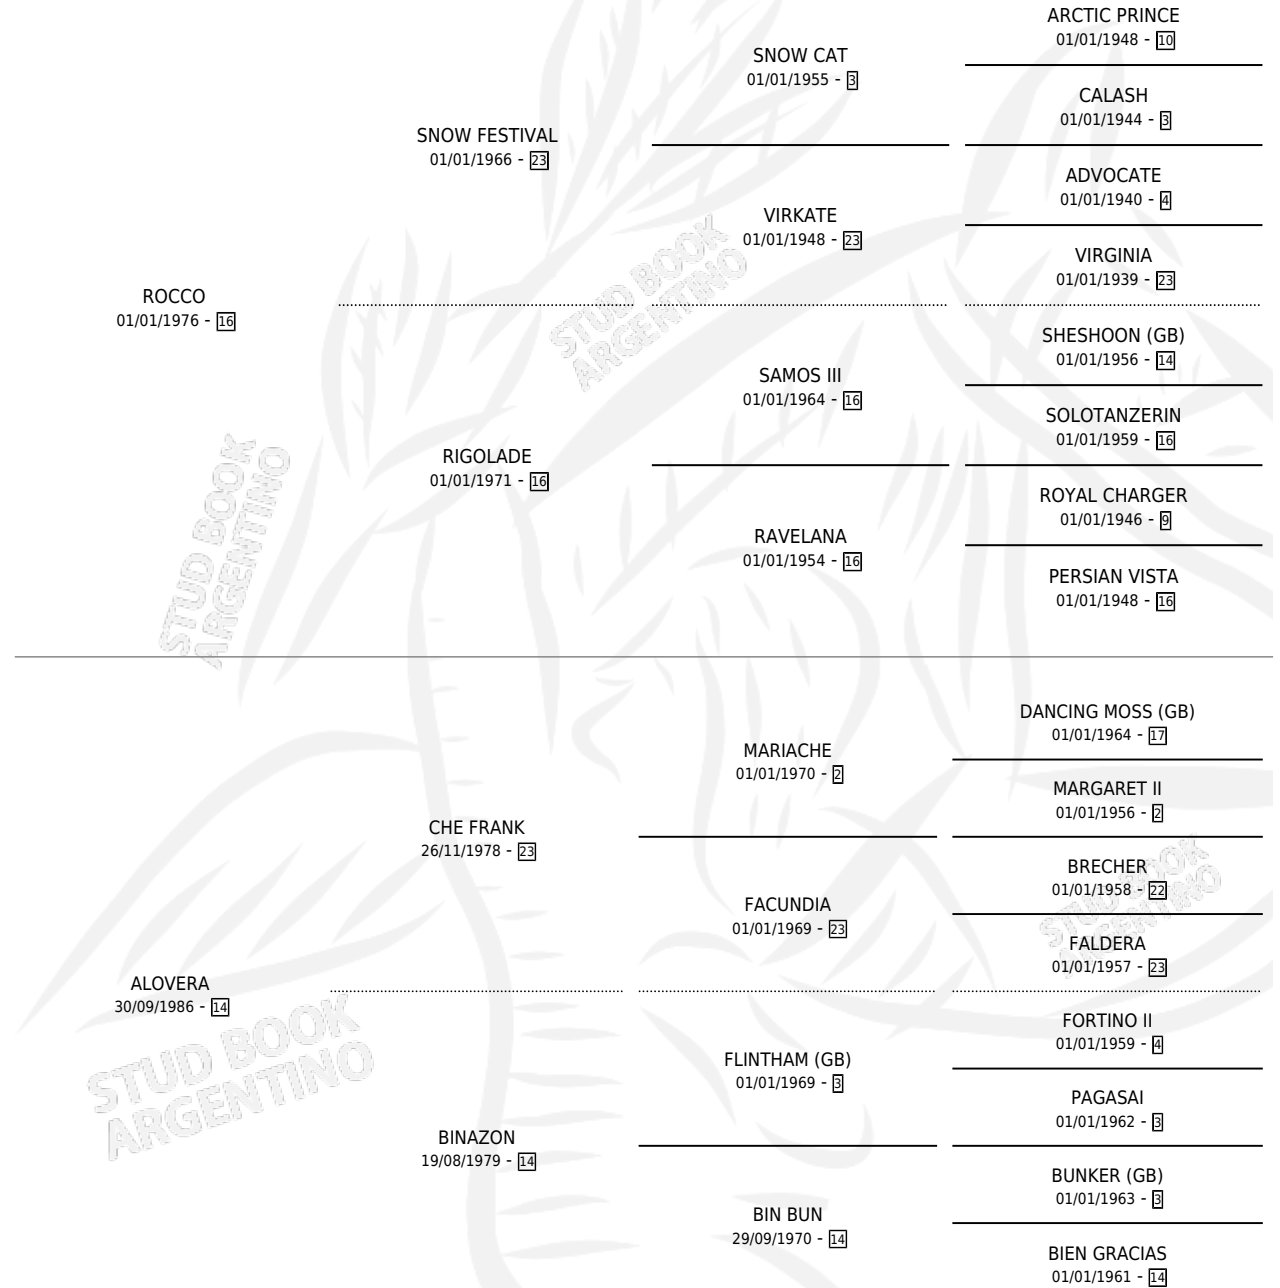 ARCTIC PRINCE
01/01/1948 - 10
SNOW CAT
01/01/1955 - 3
CALASH
01/01/1944 - 3
SNOW FESTIVAL
01/01/1966 - 23
ADVOCATE
01/01/1940 - 4
VIRKATE
01/01/1948 - 23
VIRGINIA
01/01/1939 - 23
ROCCO
01/01/1976 - 16
SHESHOON (GB)
01/01/1956 - 14
SAMOS III
01/01/1964 - 16
SOLOTANZERIN
01/01/1959 - 16
RIGOLADE
01/01/1971 - 16
ROYAL CHARGER
01/01/1946 - 9
RAVELANA
01/01/1954 - 16
PERSIAN VISTA
01/01/1948 - 16
DANCING MOSS (GB)
01/01/1964 - 17
MARIACHE
01/01/1970 - 2
MARGARET II
01/01/1956 - 2
CHE FRANK
26/11/1978 - 23
BRECHER
01/01/1958 - 22
FACUNDIA
01/01/1969 - 23
FALDERA
01/01/1957 - 23
ALOVERA
30/09/1986 - 14
FORTINO II
01/01/1959 - 4
FLINTHAM (GB)
01/01/1969 - 3
PAGASAI
01/01/1962 - 3
BINAZON
19/08/1979 - 14
BUNKER (GB)
01/01/1963 - 3
BIN BUN
29/09/1970 - 14
BIEN GRACIAS
01/01/1961 - 14
STUD BOOK
ARGENTINO
STUD BOOK
ARGENTINO
STUD BOOK
ARGENTINO
STUD BOOK
ARGENTINO